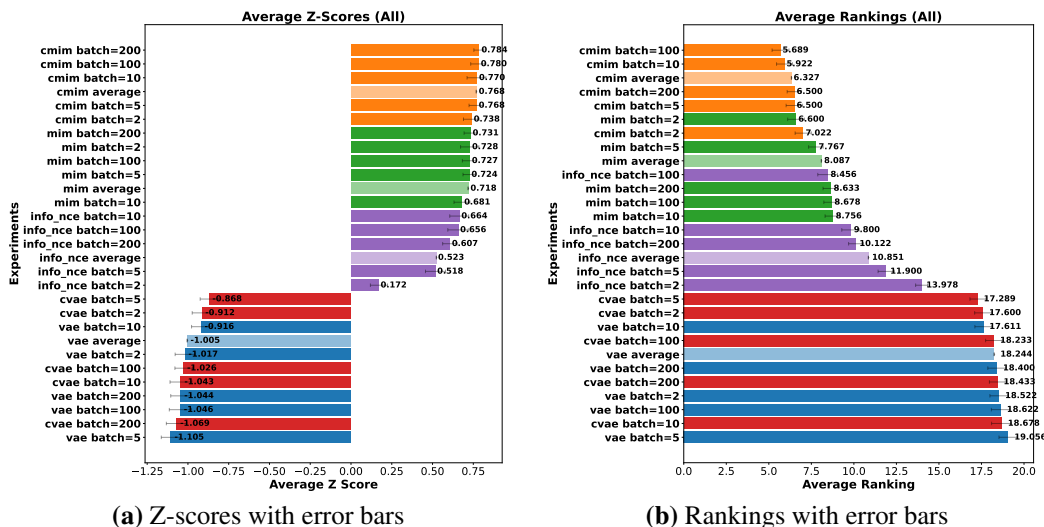 Average Z-Scores (All)
Experiments
cmim batch=200 0.784
cmim batch=100 0.780
cmim batch=10 0.770
cmim average 0.768
cmim batch=5 0.768
cmim batch=2 0.738
mim batch=200 0.731
mim batch=2 0.728
mim batch=100 0.727
mim batch=5 0.724
mim average 0.718
mim batch=10 0.681
info_nce batch=10 0.664
info_nce batch=100 0.656
info_nce batch=200 0.607
info_nce average 0.523
info_nce batch=5 0.518
info_nce batch=2 0.172
cvae batch=5 -0.868
cvae batch=2 -0.912
vae batch=10 -0.916
vae average -1.005
vae batch=2 -1.017
cvae batch=100 -1.026
cvae batch=10 -1.043
vae batch=200 -1.044
vae batch=100 -1.046
cvae batch=200 -1.069
vae batch=5 -1.105
−1.25 −1.00 −0.75 −0.50 −0.25 0.00 0.25 0.50 0.75
Average Z Score
(a) Z-scores with error bars
Average Rankings (All)
Experiments
cmim batch=100 5.689
cmim batch=10 5.922
cmim average 6.327
cmim batch=200 6.500
cmim batch=5 6.500
mim batch=2 6.600
cmim batch=2 7.022
mim batch=5 7.767
mim average 8.087
info_nce batch=100 8.456
mim batch=200 8.633
mim batch=100 8.678
mim batch=10 8.756
info_nce batch=10 9.800
info_nce batch=200 10.122
info_nce average 10.851
info_nce batch=5 11.900
info_nce batch=2 13.978
cvae batch=5 17.289
cvae batch=2 17.600
vae batch=10 17.611
cvae batch=100 18.233
vae average 18.244
vae batch=200 18.400
cvae batch=200 18.433
vae batch=2 18.522
vae batch=100 18.622
cvae batch=10 18.678
vae batch=5 19.056
0.0 2.5 5.0 7.5 10.0 12.5 15.0 17.5 20.0
Average Ranking
(b) Rankings with error bars